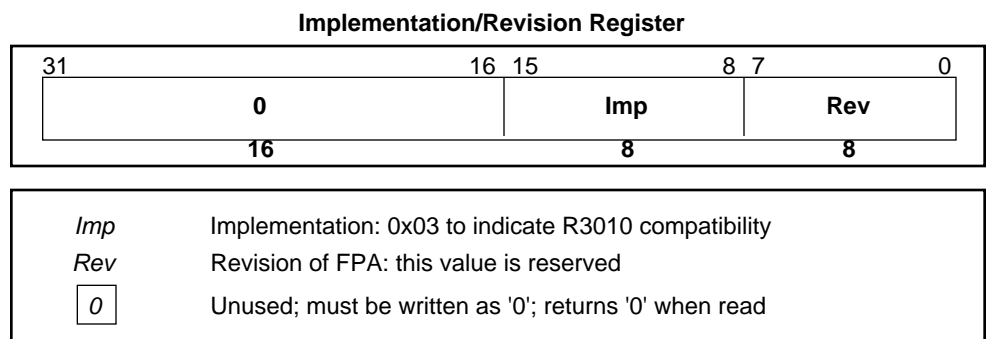 Implementation/Revision Register
31 16 15 8 7 0
0 Imp Rev
16 8 8
Imp Implementation: 0x03 to indicate R3010 compatibility
Rev Revision of FPA: this value is reserved
0 Unused; must be written as '0'; returns '0' when read